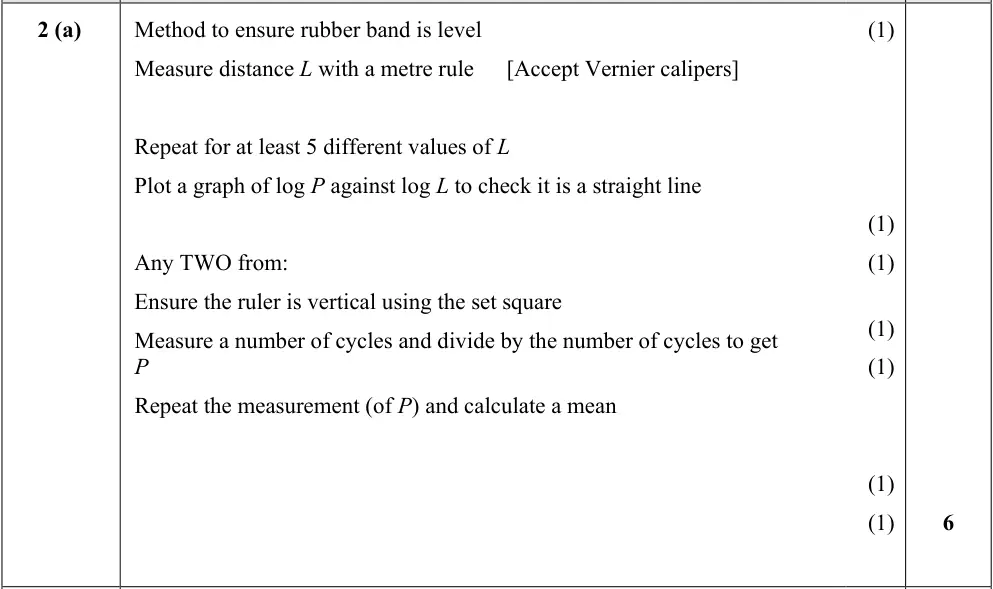 2 (a) Method to ensure rubber band is level (1)
Measure distance L with a metre rule [Accept Vernier calipers]
Repeat for at least 5 different values of L
Plot a graph of log P against log L to check it is a straight line
(1)
Any TWO from: (1)
Ensure the ruler is vertical using the set square
(1)
Measure a number of cycles and divide by the number of cycles to get
P (1)
Repeat the measurement (of P) and calculate a mean
(1)
(1) 6